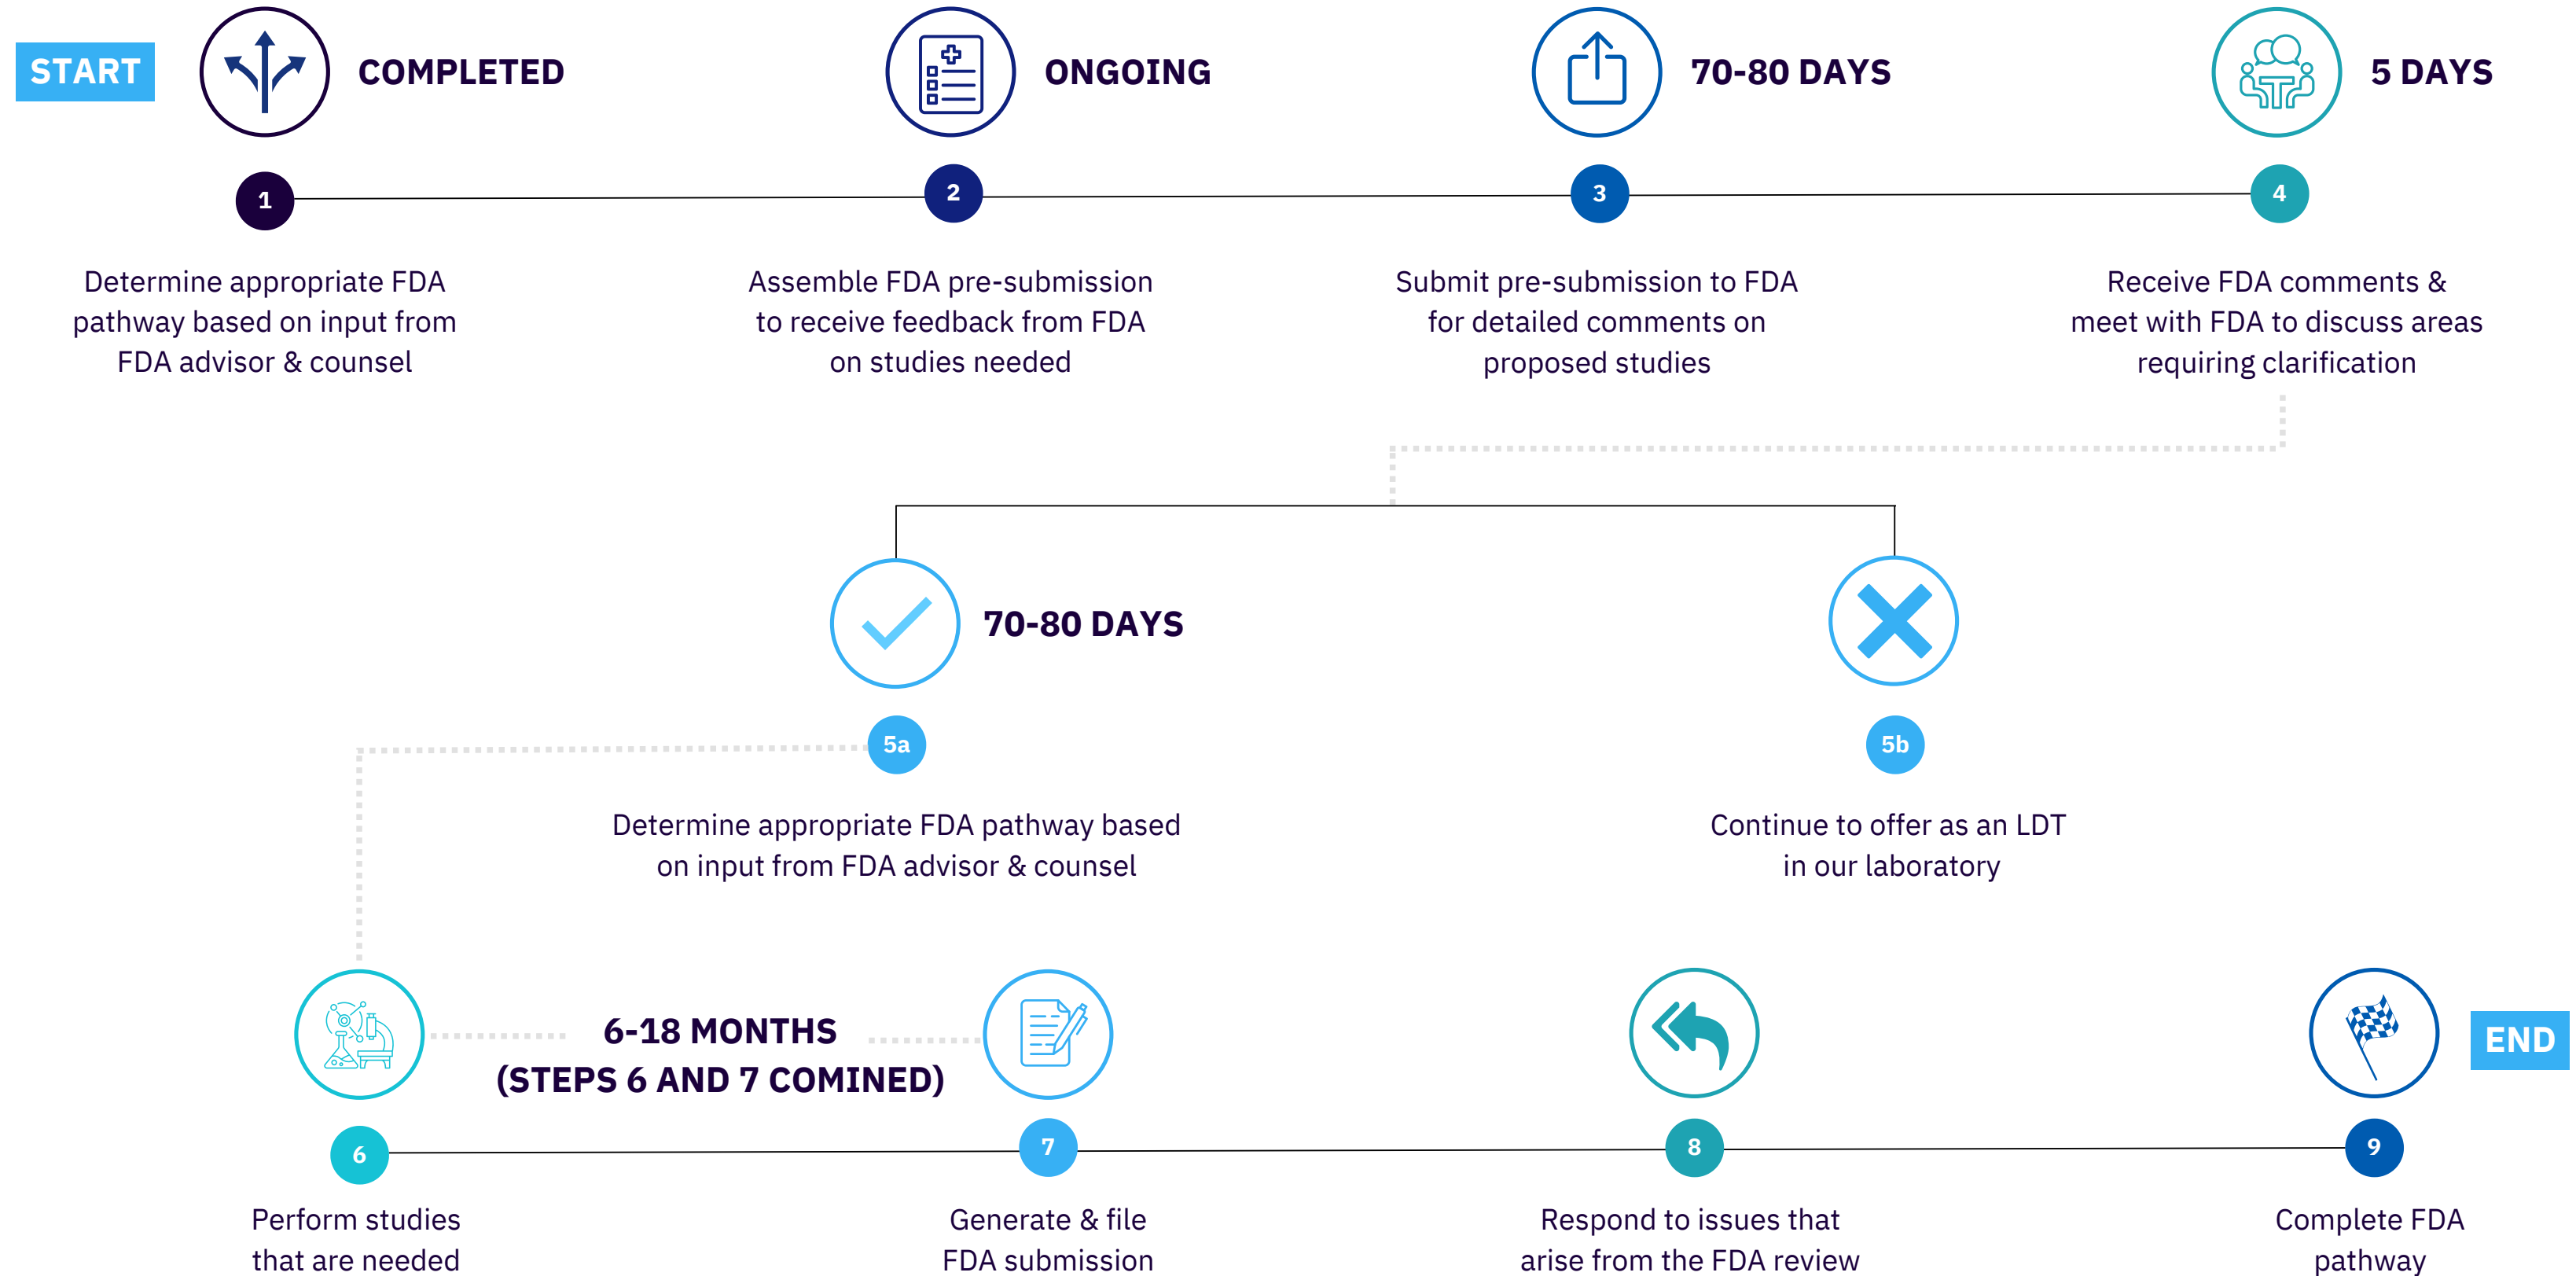 START
COMPLETED
ONGOING
70-80 DAYS
5 DAYS
1
2
3
4
Determine appropriate FDA
pathway based on input from
FDA advisor & counsel
Assemble FDA pre-submission
to receive feedback from FDA
on studies needed
Submit pre-submission to FDA
for detailed comments on
proposed studies
Receive FDA comments &
meet with FDA to discuss areas
requiring clarification
70-80 DAYS
5a
5b
Determine appropriate FDA pathway based
on input from FDA advisor & counsel
Continue to offer as an LDT
in our laboratory
6-18 MONTHS
(STEPS 6 AND 7 COMINED)
END
6
7
8
9
Perform studies
that are needed
Generate & file
FDA submission
Respond to issues that
arise from the FDA review
Complete FDA
pathway